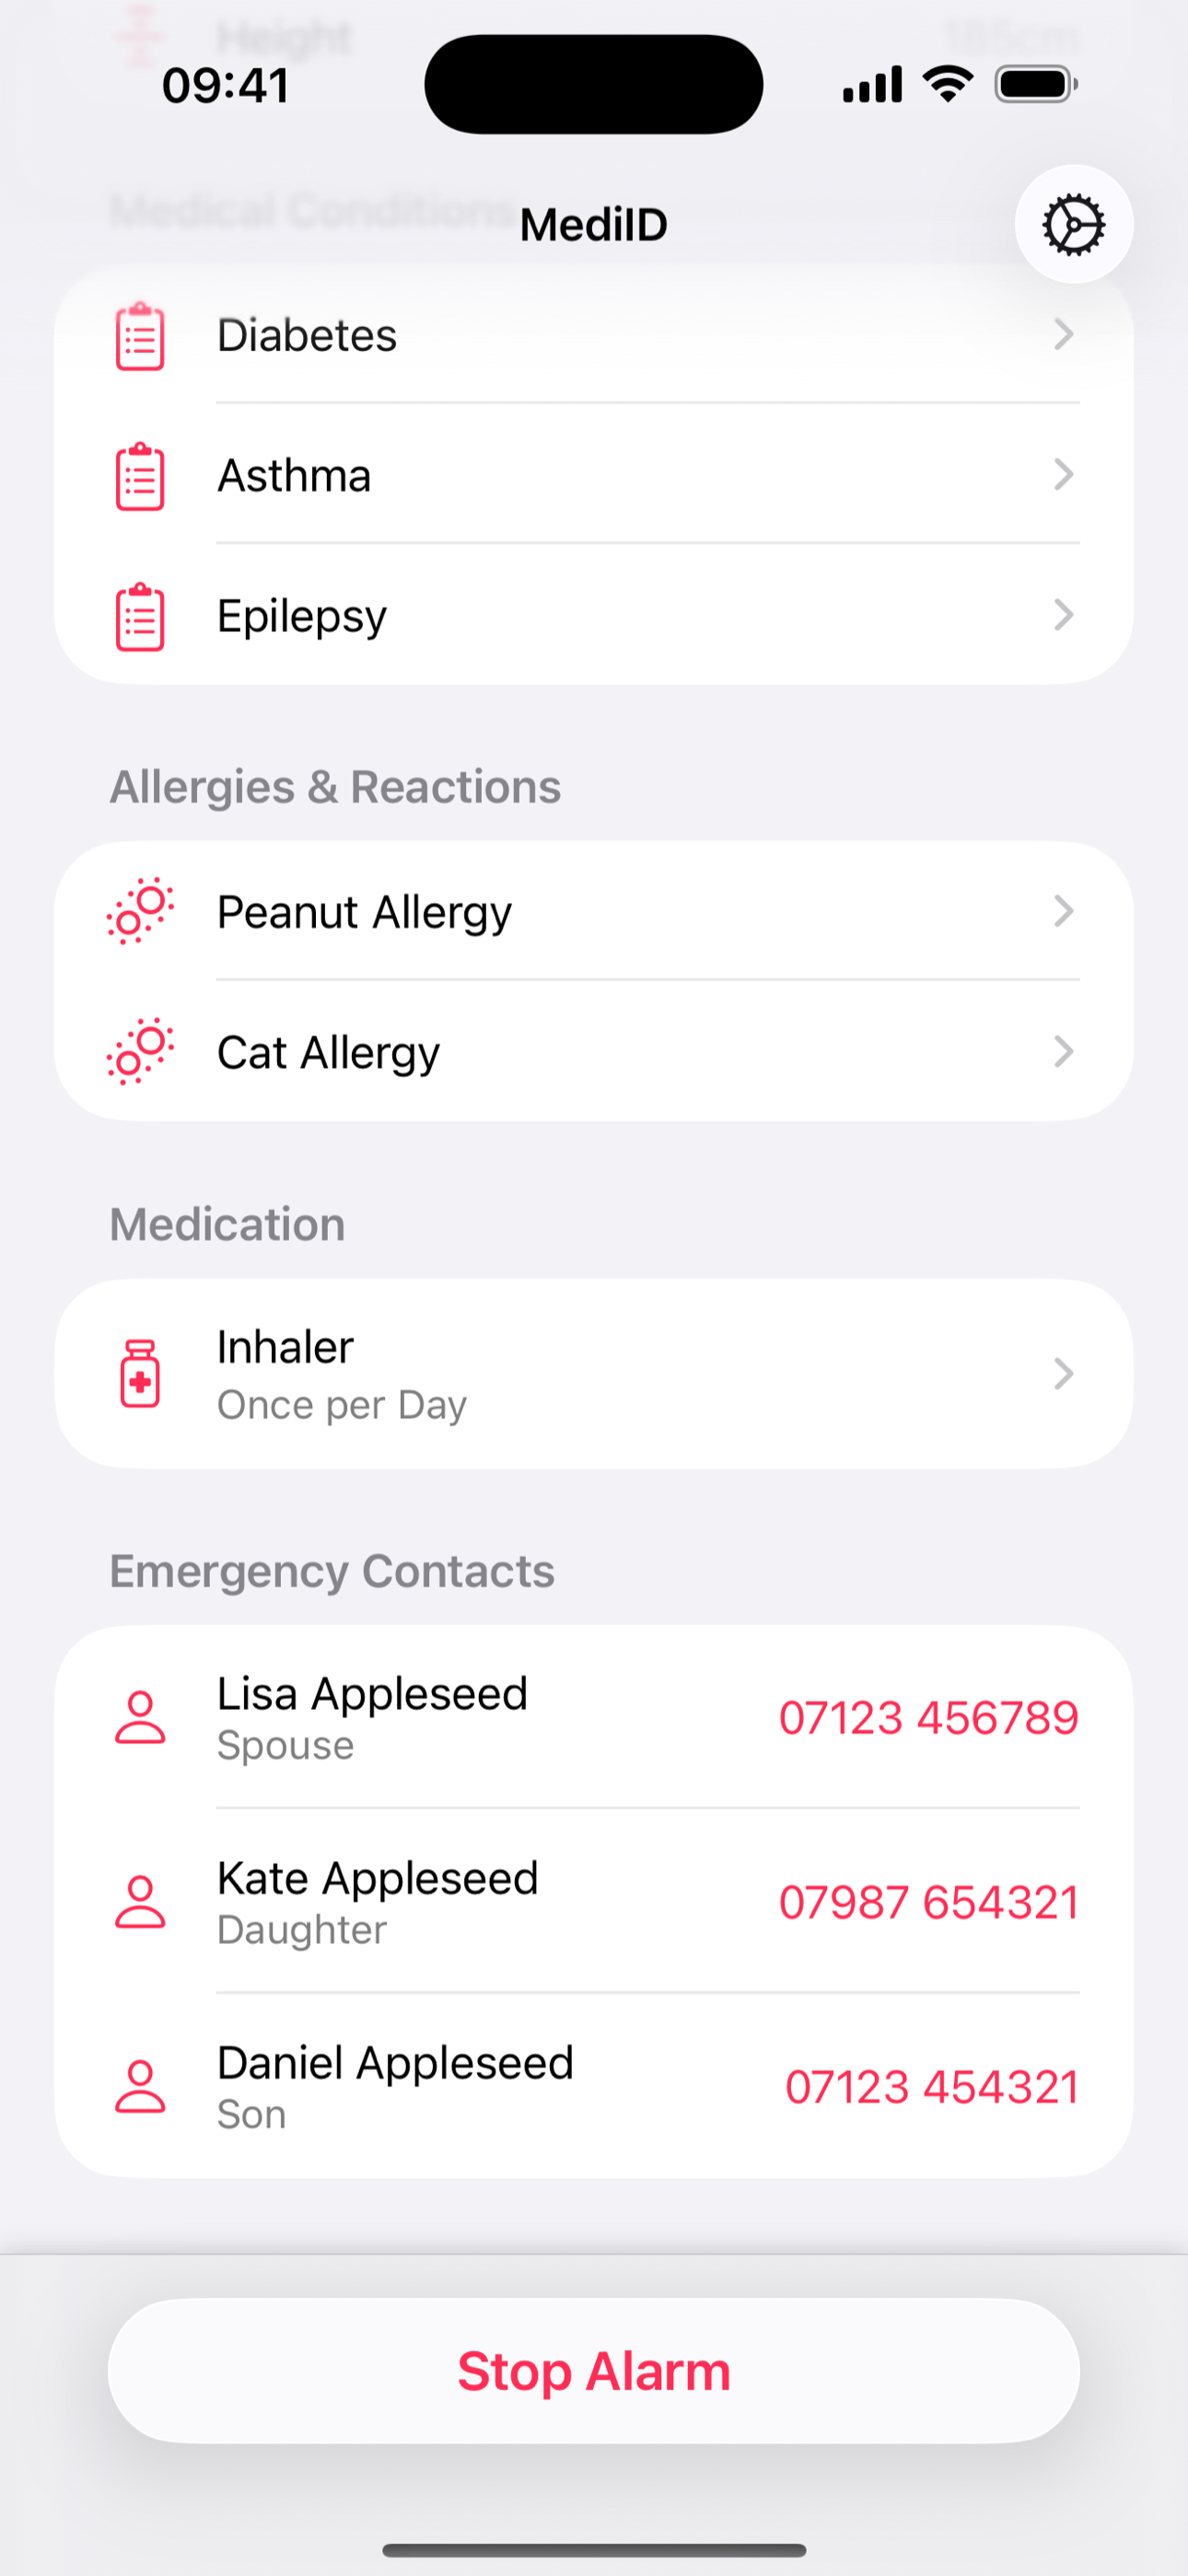 Height
185cm
09:41
Medical Conditions
MediID
Diabetes
Asthma
Epilepsy
Allergies & Reactions
Peanut Allergy
Cat Allergy
Medication
Inhaler
Once per Day
Emergency Contacts
Lisa Appleseed
Spouse
07123 456789
Kate Appleseed
Daughter
07987 654321
Daniel Appleseed
Son
07123 454321
Stop Alarm